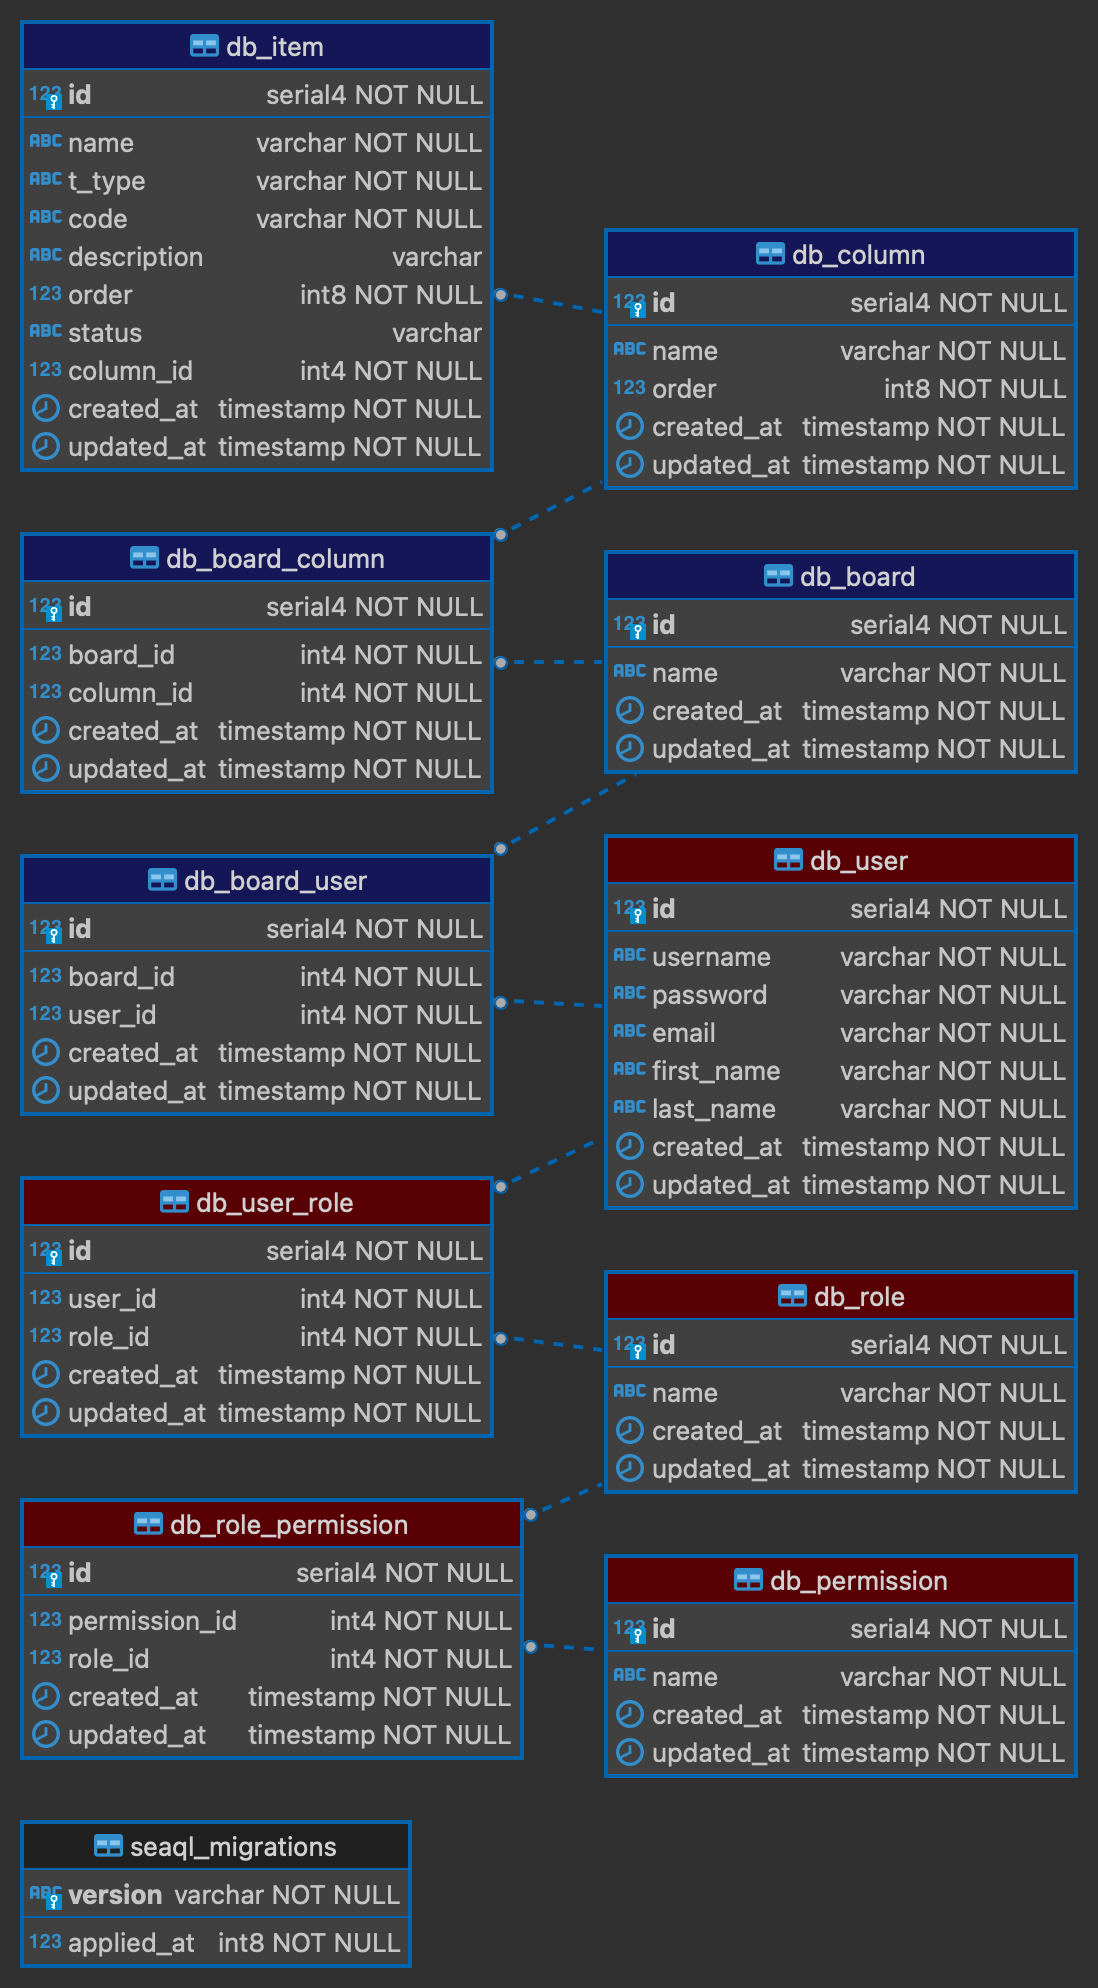 db_item
123 id serial4 NOT NULL
ABC name varchar NOT NULL
ABC t_type varchar NOT NULL
ABC code varchar NOT NULL
ABC description varchar
123 order int8 NOT NULL
ABC status varchar
123 column_id int4 NOT NULL
created_at timestamp NOT NULL
updated_at timestamp NOT NULL
db_column
123 id serial4 NOT NULL
ABC name varchar NOT NULL
123 order int8 NOT NULL
created_at timestamp NOT NULL
updated_at timestamp NOT NULL
db_board_column
123 id serial4 NOT NULL
123 board_id int4 NOT NULL
123 column_id int4 NOT NULL
created_at timestamp NOT NULL
updated_at timestamp NOT NULL
db_board
123 id serial4 NOT NULL
ABC name varchar NOT NULL
created_at timestamp NOT NULL
updated_at timestamp NOT NULL
db_board_user
123 id serial4 NOT NULL
123 board_id int4 NOT NULL
123 user_id int4 NOT NULL
created_at timestamp NOT NULL
updated_at timestamp NOT NULL
db_user
123 id serial4 NOT NULL
ABC username varchar NOT NULL
ABC password varchar NOT NULL
ABC email varchar NOT NULL
ABC first_name varchar NOT NULL
ABC last_name varchar NOT NULL
created_at timestamp NOT NULL
updated_at timestamp NOT NULL
db_user_role
123 id serial4 NOT NULL
123 user_id int4 NOT NULL
123 role_id int4 NOT NULL
created_at timestamp NOT NULL
updated_at timestamp NOT NULL
db_role
123 id serial4 NOT NULL
ABC name varchar NOT NULL
created_at timestamp NOT NULL
updated_at timestamp NOT NULL
db_role_permission
123 id serial4 NOT NULL
123 permission_id int4 NOT NULL
123 role_id int4 NOT NULL
created_at timestamp NOT NULL
updated_at timestamp NOT NULL
db_permission
123 id serial4 NOT NULL
ABC name varchar NOT NULL
created_at timestamp NOT NULL
updated_at timestamp NOT NULL
seaql_migrations
ABC version varchar NOT NULL
123 applied_at int8 NOT NULL